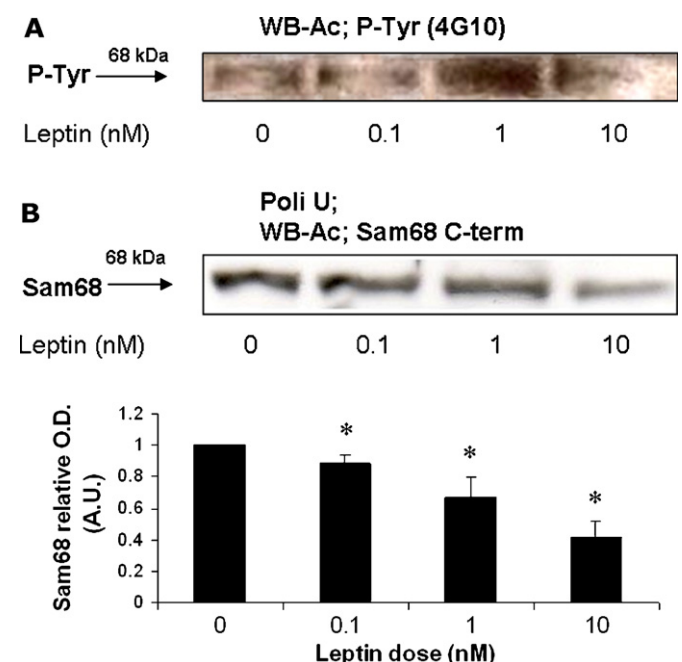 A
WB-Ac; P-Tyr (4G10)
68 kDa
P-Tyr
Leptin (nM) 0 0.1 1 10
B
Poli U;
WB-Ac; Sam68 C-term
68 kDa
Sam68
Leptin (nM) 0 0.1 1 10
Sam68 relative O.D.
(A.U.)
1.2
1
0.8
0.6
0.4
0.2
0
* * *
0 0.1 1 10
Leptin dose (nM)